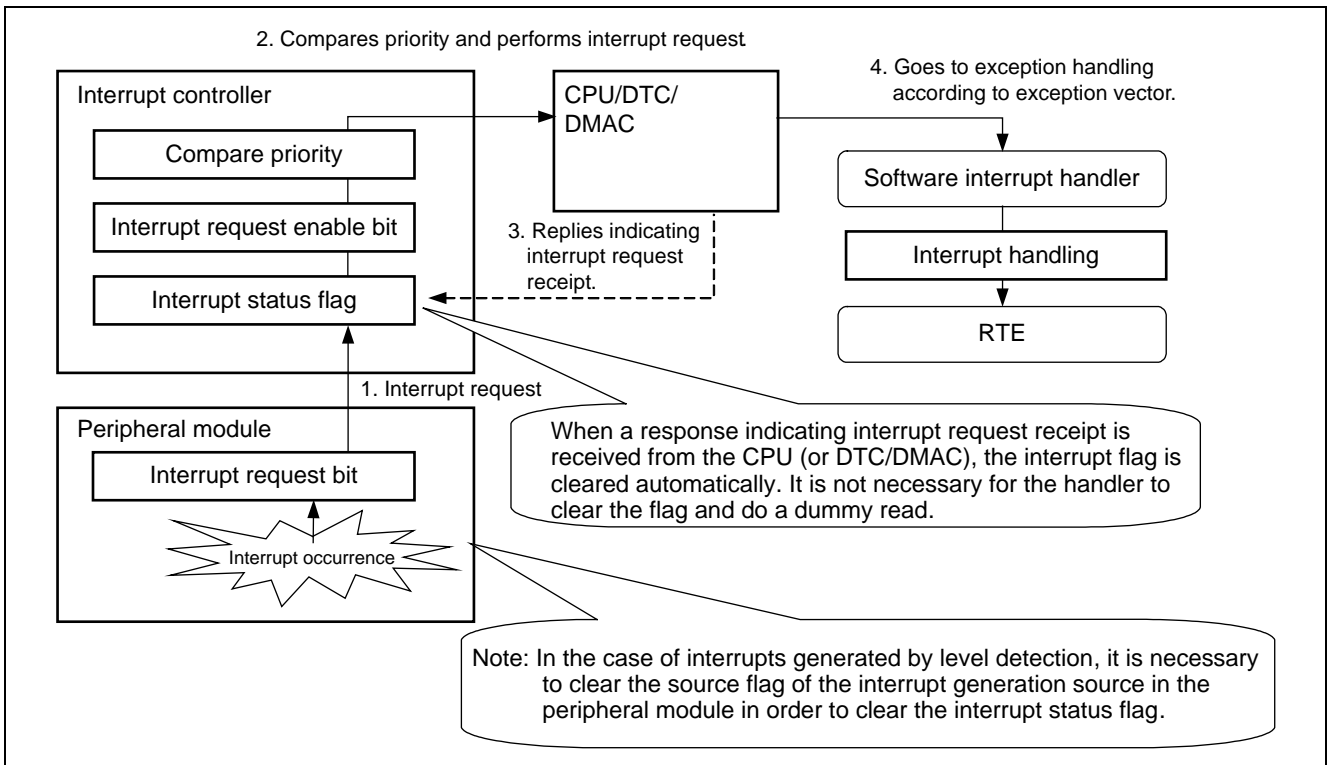 2. Compares priority and performs interrupt request.
Interrupt controller
Compare priority
Interrupt request enable bit
Interrupt status flag
CPU/DTC/
DMAC
3. Replies indicating
interrupt request
receipt.
4. Goes to exception handling
according to exception vector.
Software interrupt handler
Interrupt handling
RTE
1. Interrupt request
Peripheral module
Interrupt request bit
Interrupt occurrence
When a response indicating interrupt request receipt is
received from the CPU (or DTC/DMAC), the interrupt flag is
cleared automatically. It is not necessary for the handler to
clear the flag and do a dummy read.
Note: In the case of interrupts generated by level detection, it is necessary
to clear the source flag of the interrupt generation source in the
peripheral module in order to clear the interrupt status flag.